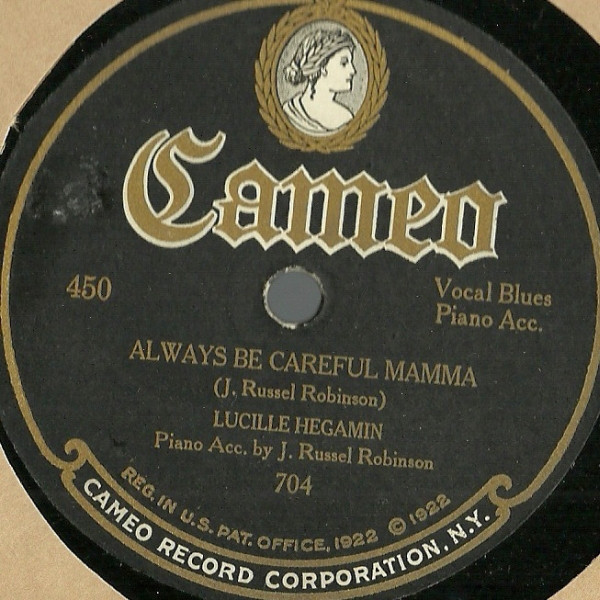 Cameo
450
Vocal Blues
Piano Acc.
ALWAYS BE CAREFUL MAMMA
(J. Russel Robinson)
LUCILLE HEGAMIN
Piano Acc. by J. Russel Robinson
704
REG. IN U.S. PAT. OFFICE, 1922 © 1922
CAMEO RECORD CORPORATION, N.Y.